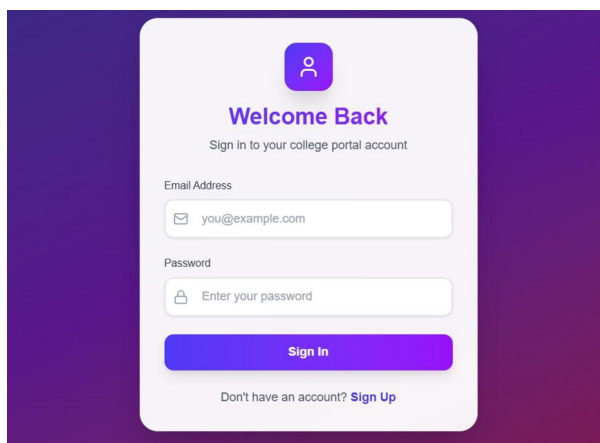 Welcome Back
Sign in to your college portal account
Email Address
you@example.com
Password
Enter your password
Sign In
Don't have an account? Sign Up